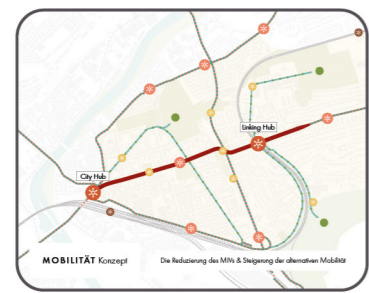 Linking Hub
City Hub
MOBILITÄT Konzept
Die Reduzierung des MIVs & Steigerung der alternativen Mobilität